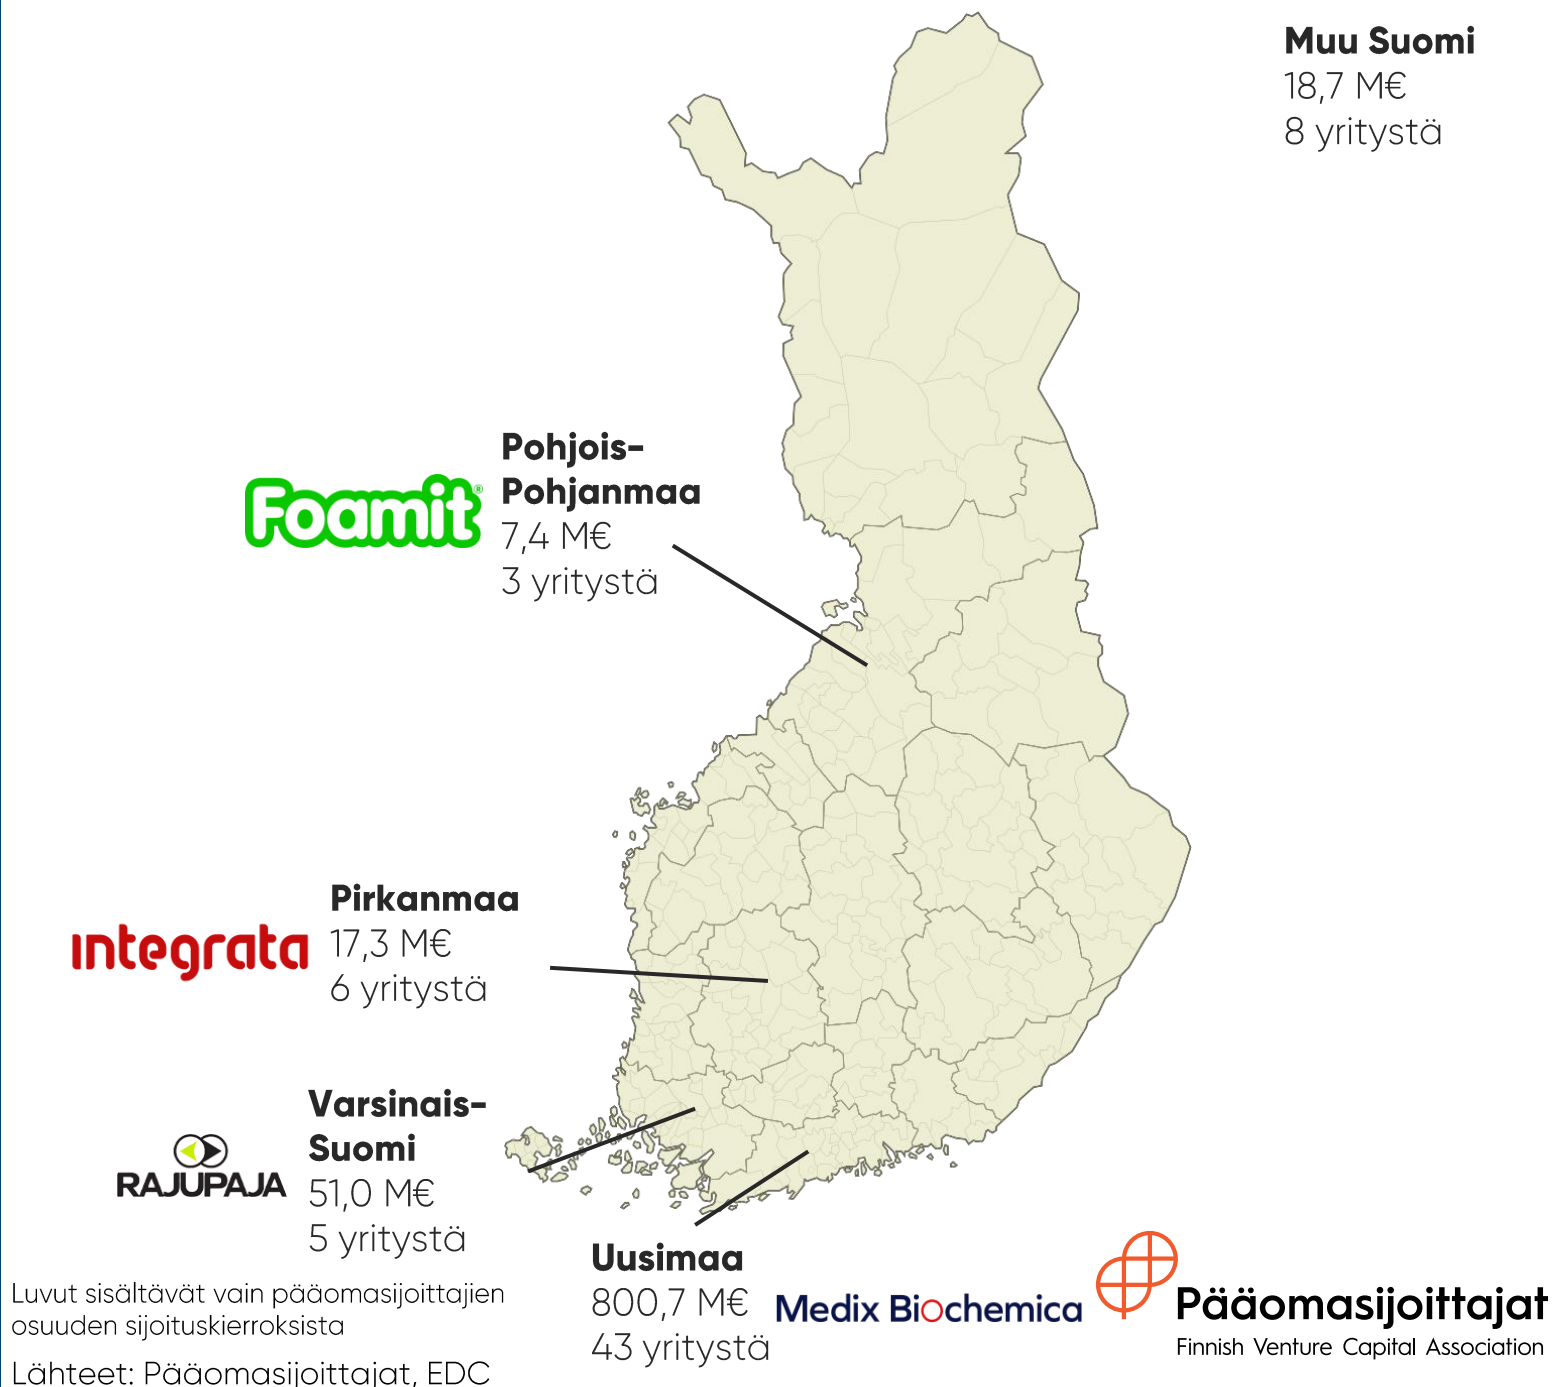 Muu Suomi
18,7 M€
8 yritystä
Pohjois-
Pohjanmaa
7,4 M€
3 yritystä
Foamit®
Pirkanmaa
17,3 M€
6 yritystä
integrata
Varsinais-
Suomi
51,0 M€
5 yritystä
RAJUPAJA
Uusimaa
800,7 M€
43 yritystä
Medix Biochemica
Pääomasijoittajat
Finnish Venture Capital Association
Luvut sisältävät vain pääomasijoittajien
osuuden sijoituskierroksista
Lähteet: Pääomasijoittajat, EDC